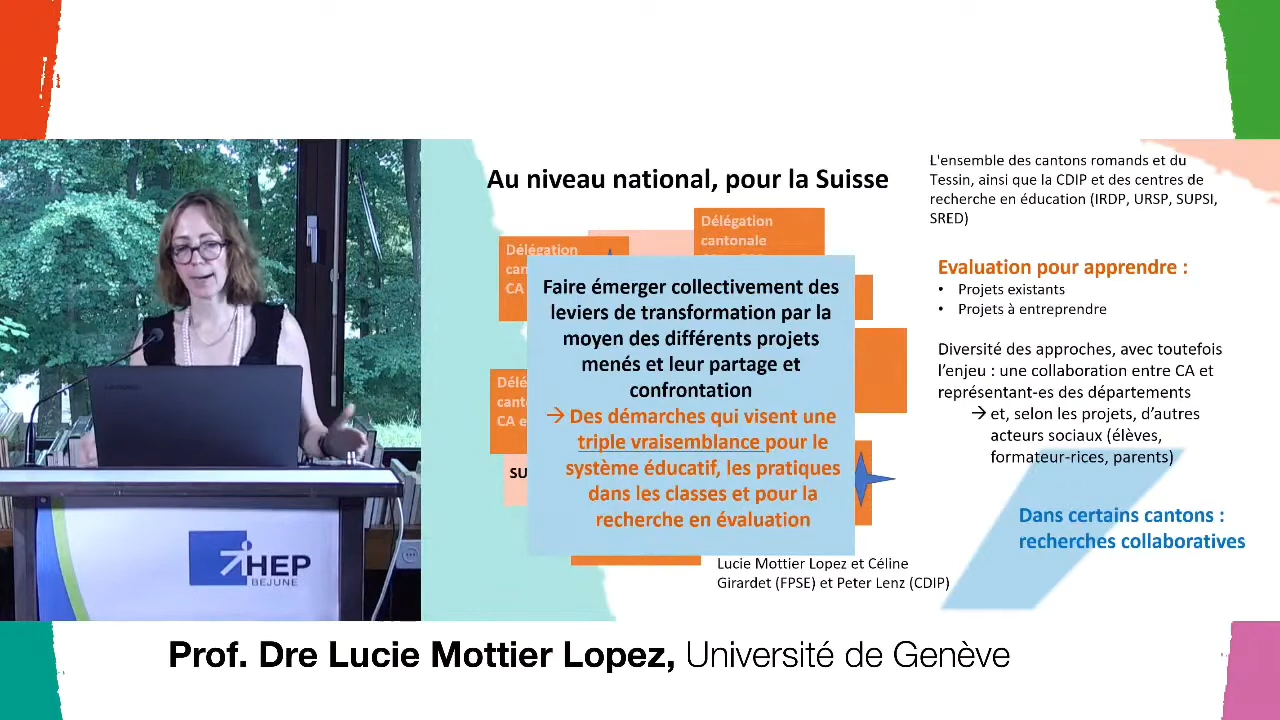 Au niveau national, pour la Suisse
Délégation
cantonale
Délégation
can
CA
Faire émerger collectivement des
leviers de transformation par la
moyen des différents projets
menés et leur partage et
confrontation
→ Des démarches qui visent une
triple vraisemblance pour le
système éducatif, les pratiques
dans les classes et pour la
recherche en évaluation
Délé
cant
CA e
SU
Lucie Mottier Lopez et Céline
Girardet (FPSE) et Peter Lenz (CDIP)
L'ensemble des cantons romands et du
Tessin, ainsi que la CDIP et des centres de
recherche en éducation (IRDP, URSP, SUPSI,
SRED)
Evaluation pour apprendre :
• Projets existants
• Projets à entreprendre
Diversité des approches, avec toutefois
l'enjeu : une collaboration entre CA et
représentant-es des départements
→ et, selon les projets, d'autres
acteurs sociaux (élèves,
formateur-rices, parents)
Dans certains cantons :
recherches collaboratives
HEP
BEJUNE
Prof. Dre Lucie Mottier Lopez, Université de Genève